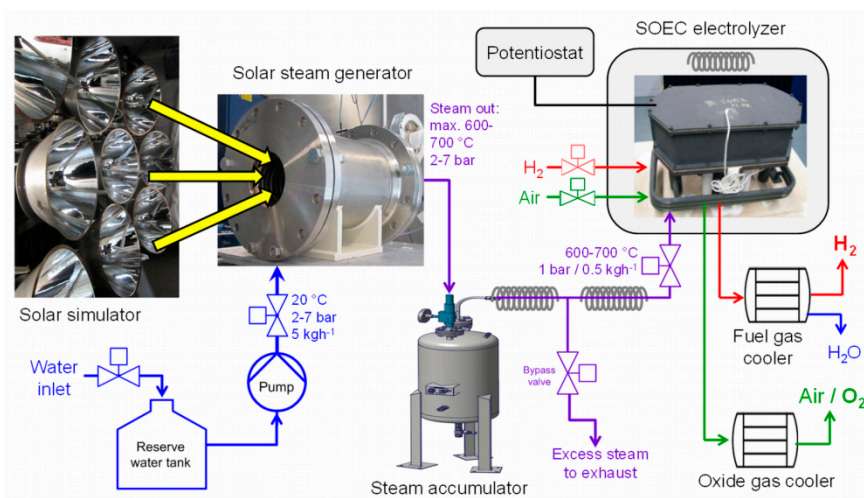 SOEC electrolyzer
Potentiostat
Solar steam generator
Steam out:
max. 600-
700 °C
2-7 bar
H₂
Air
600-700 °C
1 bar / 0.5 kgh⁻¹
H₂
Solar simulator
20 °C
2-7 bar
5 kgh⁻¹
Fuel gas
cooler
H₂O
Water
inlet
Pump
Bypass
valve
Air / O₂
Reserve
water tank
Excess steam
to exhaust
Steam accumulator
Oxide gas cooler